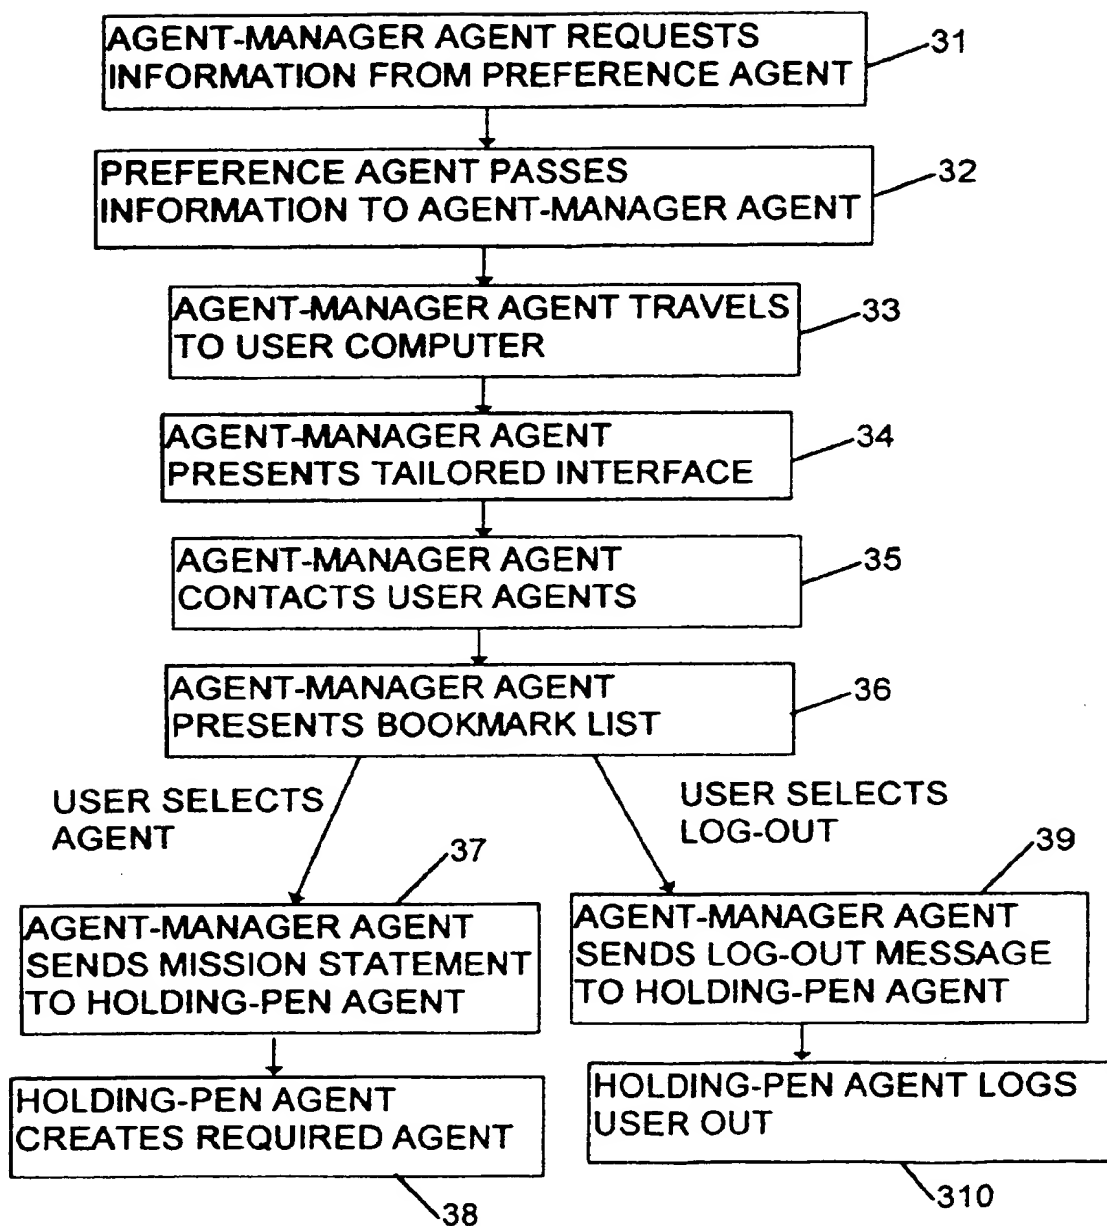 AGENT-MANAGER AGENT REQUESTS
INFORMATION FROM PREFERENCE AGENT
31
PREFERENCE AGENT PASSES
INFORMATION TO AGENT-MANAGER AGENT
32
AGENT-MANAGER AGENT TRAVELS
TO USER COMPUTER
33
AGENT-MANAGER AGENT
PRESENTS TAILORED INTERFACE
34
AGENT-MANAGER AGENT
CONTACTS USER AGENTS
35
AGENT-MANAGER AGENT
PRESENTS BOOKMARK LIST
36
USER SELECTS
AGENT
USER SELECTS
LOG-OUT
37
AGENT-MANAGER AGENT
SENDS MISSION STATEMENT
TO HOLDING-PEN AGENT
39
AGENT-MANAGER AGENT
SENDS LOG-OUT MESSAGE
TO HOLDING-PEN AGENT
HOLDING-PEN AGENT
CREATES REQUIRED AGENT
38
HOLDING-PEN AGENT LOGS
USER OUT
310